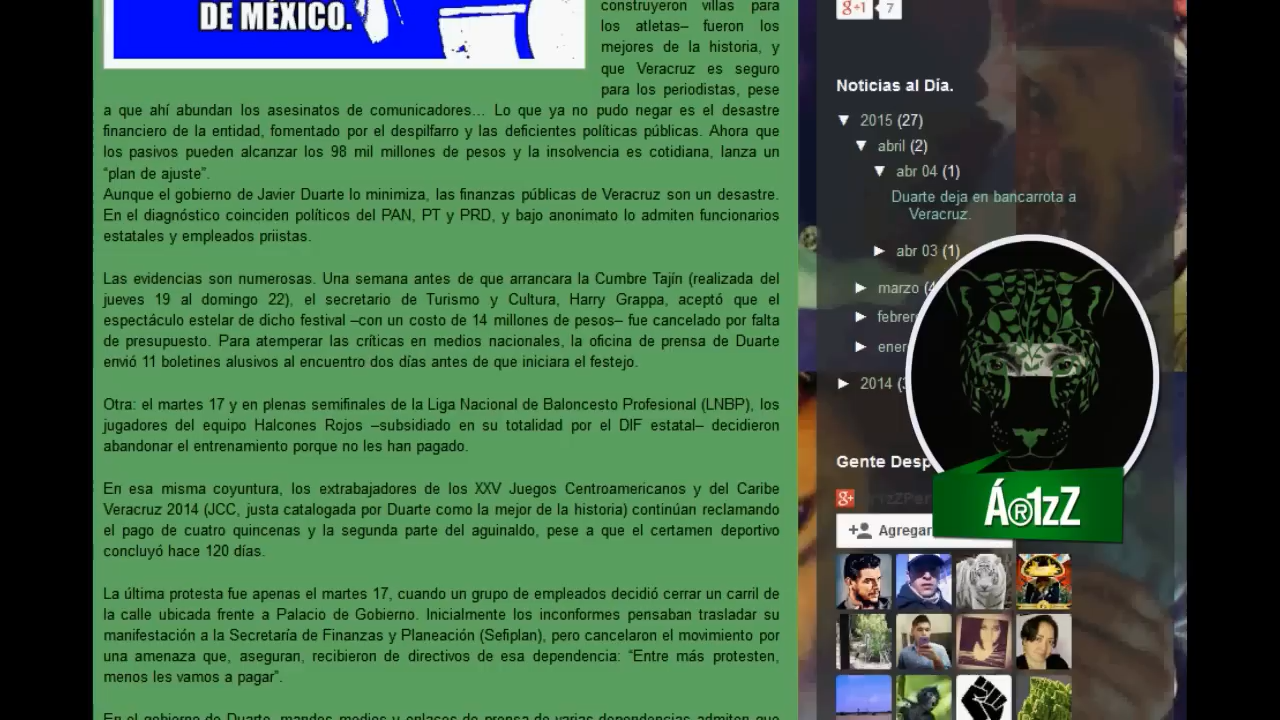 DE MÉXICO.
construyeron villas para
los atletas– fueron los
mejores de la historia, y
que Veracruz es seguro
para los periodistas, pese
a que ahí abundan los asesinatos de comunicadores… Lo que ya no pudo negar es el desastre
financiero de la entidad, fomentado por el despilfarro y las deficientes políticas públicas. Ahora que
los pasivos pueden alcanzar los 98 mil millones de pesos y la insolvencia es cotidiana, lanza un
“plan de ajuste”.
Aunque el gobierno de Javier Duarte lo minimiza, las finanzas públicas de Veracruz son un desastre.
En el diagnóstico coinciden políticos del PAN, PT y PRD, y bajo anonimato lo admiten funcionarios
estatales y empleados priistas.
Las evidencias son numerosas. Una semana antes de que arrancara la Cumbre Tajín (realizada del
jueves 19 al domingo 22), el secretario de Turismo y Cultura, Harry Grappa, aceptó que el
espectáculo estelar de dicho festival –con un costo de 14 millones de pesos– fue cancelado por falta
de presupuesto. Para atemperar las críticas en medios nacionales, la oficina de prensa de Duarte
envió 11 boletines alusivos al encuentro dos días antes de que iniciara el festejo.
Otra: el martes 17 y en plenas semifinales de la Liga Nacional de Baloncesto Profesional (LNBP), los
jugadores del equipo Halcones Rojos –subsidiado en su totalidad por el DIF estatal– decidieron
abandonar el entrenamiento porque no les han pagado.
En esa misma coyuntura, los extrabajadores de los XXV Juegos Centroamericanos y del Caribe
Veracruz 2014 (JCC, justa catalogada por Duarte como la mejor de la historia) continúan reclamando
el pago de cuatro quincenas y la segunda parte del aguinaldo, pese a que el certamen deportivo
concluyó hace 120 días.
La última protesta fue apenas el martes 17, cuando un grupo de empleados decidió cerrar un carril de
la calle ubicada frente a Palacio de Gobierno. Inicialmente los inconformes pensaban trasladar su
manifestación a la Secretaría de Finanzas y Planeación (Sefiplan), pero cancelaron el movimiento por
una amenaza que, aseguran, recibieron de directivos de esa dependencia: “Entre más protesten,
menos les vamos a pagar”.
En el gobierno de Duarte, mandos medios y enlaces de prensa de varias dependencias admiten que
g+1 7
Noticias al Día.
▼ 2015 (27)
▼ abril (2)
▼ abr 04 (1)
Duarte deja en bancarrota a
Veracruz.
► abr 03 (1)
► marzo (4
► febrer
► ener
► 2014 (
Gente Desp
g+
Agregar
Á®1zZ